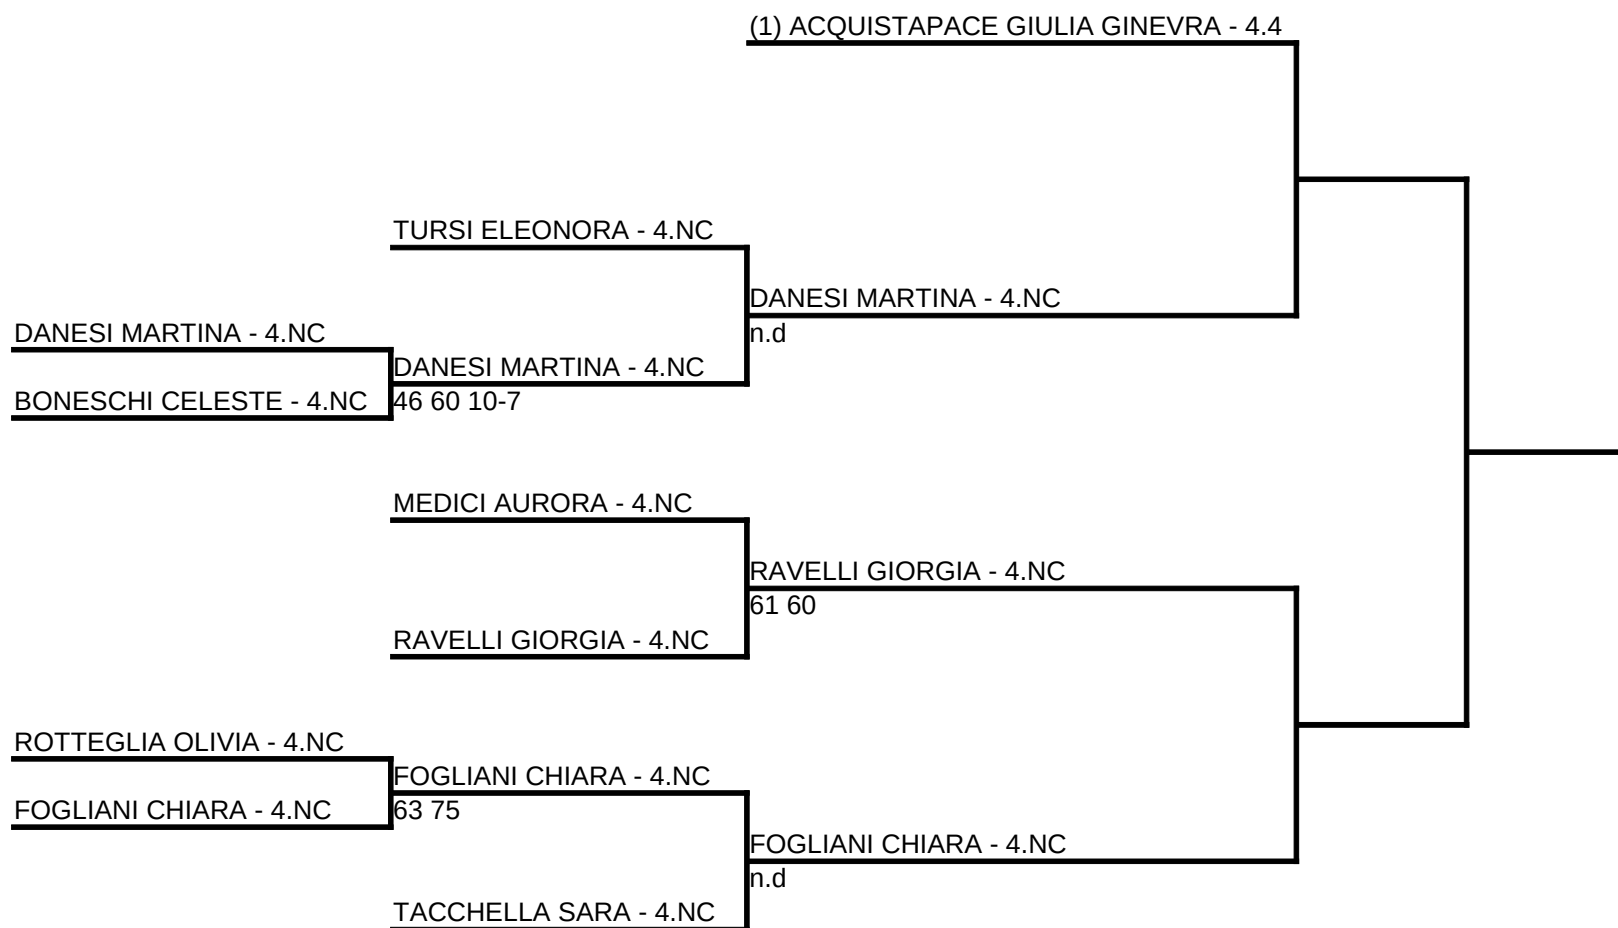 (1) ACQUISTAPACE GIULIA GINEVRA - 4.4
TURSI ELEONORA - 4.NC
DANESI MARTINA - 4.NC
n.d
DANESI MARTINA - 4.NC
DANESI MARTINA - 4.NC
46 60 10-7
BONESCHI CELESTE - 4.NC
MEDICI AURORA - 4.NC
RAVELLI GIORGIA - 4.NC
61 60
RAVELLI GIORGIA - 4.NC
ROTTEGLIA OLIVIA - 4.NC
FOGLIANI CHIARA - 4.NC
63 75
FOGLIANI CHIARA - 4.NC
FOGLIANI CHIARA - 4.NC
n.d
TACCHELLA SARA - 4.NC